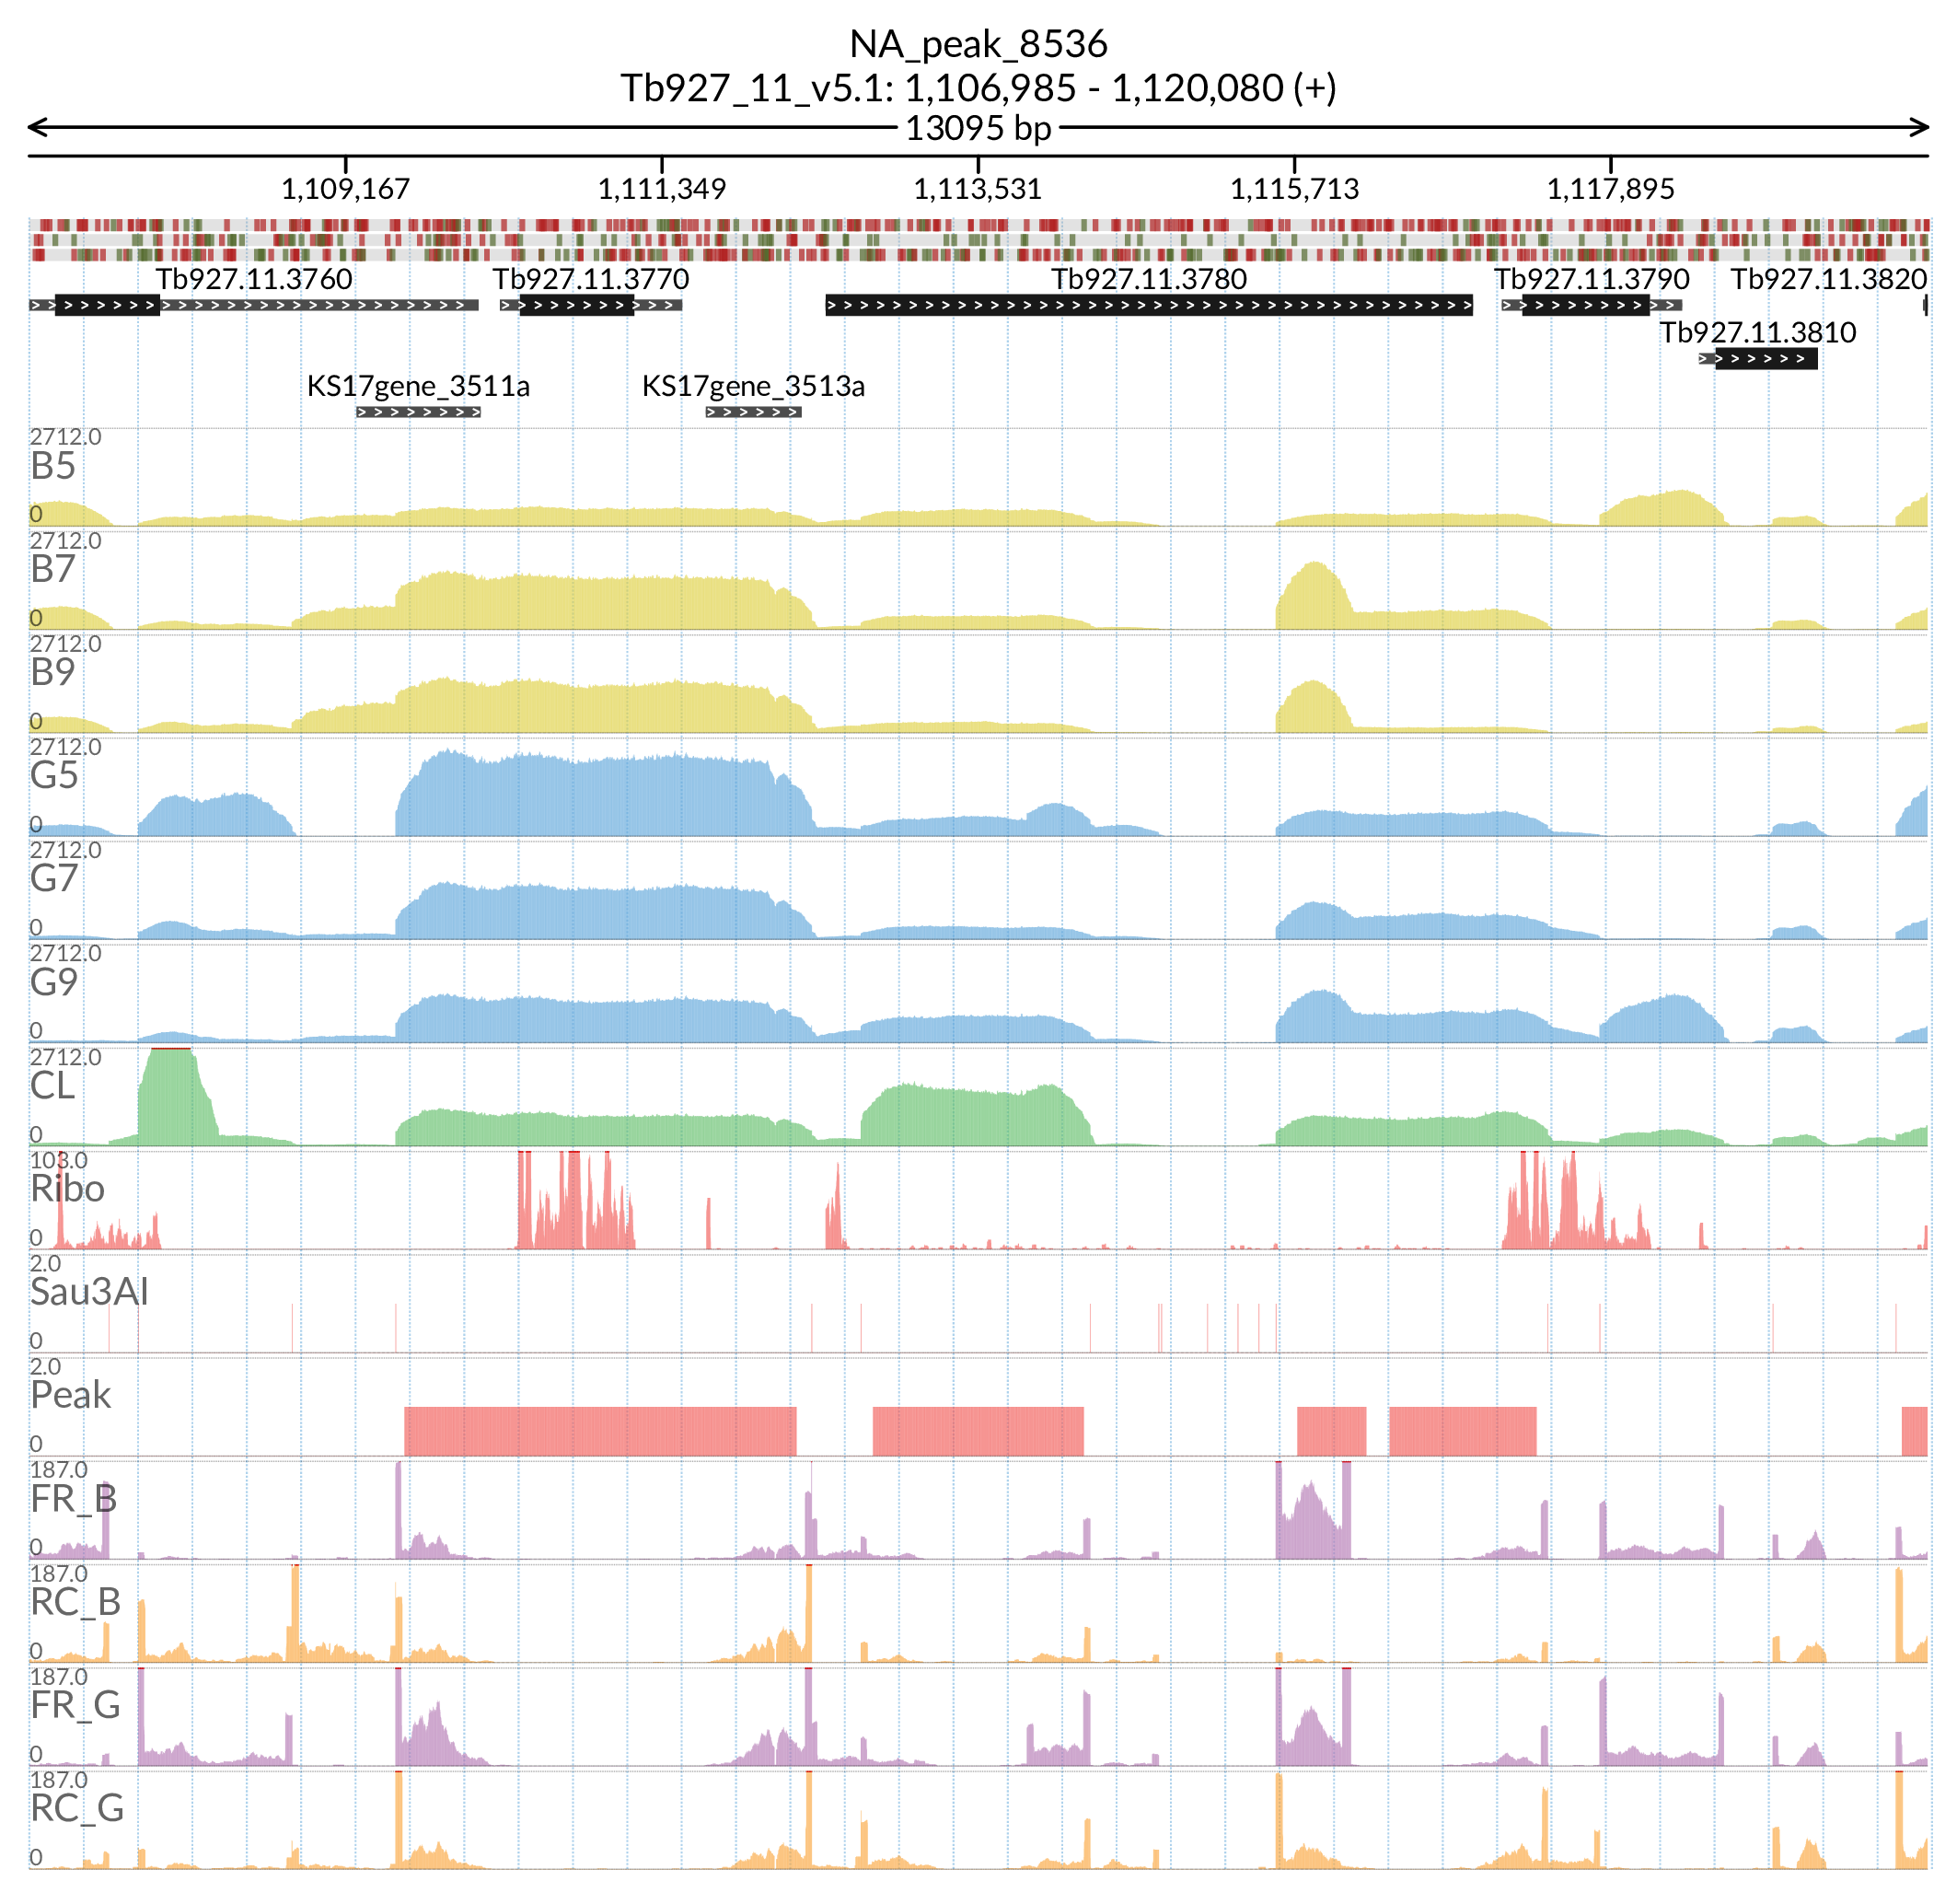 NA_peak_8536
Tb927_11_v5.1: 1,106,985 - 1,120,080 (+)
13095 bp
1,109,167 1,111,349 1,113,531 1,115,713 1,117,895
Tb927.11.3760 Tb927.11.3770 Tb927.11.3780 Tb927.11.3790 Tb927.11.3820
Tb927.11.3810
KS17gene_3511a KS17gene_3513a
2712.0
B5
0
2712.0
B7
0
2712.0
B9
0
2712.0
G5
0
2712.0
G7
0
2712.0
G9
0
2712.0
CL
0
103.0
Ribo
0
2.0
Sau3AI
0
2.0
Peak
0
187.0
FR_B
0
187.0
RC_B
0
187.0
FR_G
0
187.0
RC_G
0